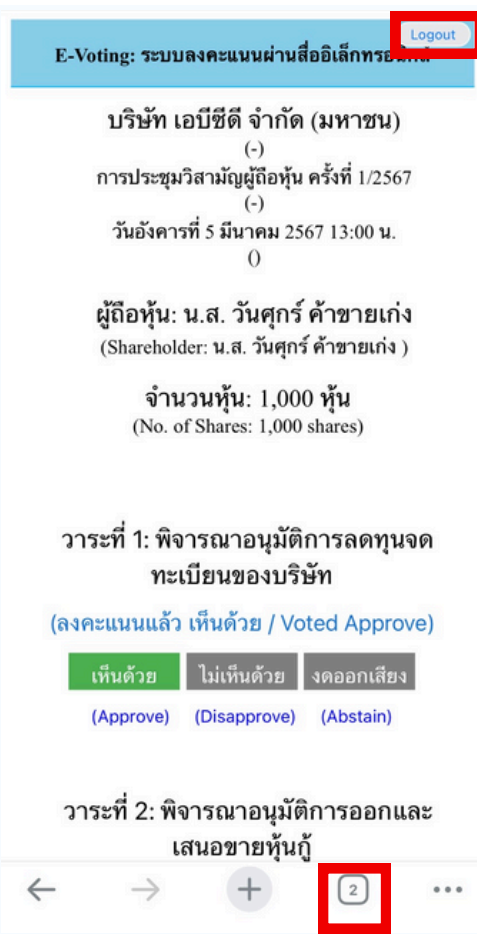 Logout
E-Voting: ระบบลงคะแนนผ่านสื่ออิเล็กทรอนิกส์
บริษัท เอบีซีดี จำกัด (มหาชน)
(-)
การประชุมวิสามัญผู้ถือหุ้น ครั้งที่ 1/2567
(-)
วันอังคารที่ 5 มีนาคม 2567 13:00 น.
()
ผู้ถือหุ้น: น.ส. วันศุกร์ ค้าขายเก่ง
(Shareholder: น.ส. วันศุกร์ ค้าขายเก่ง )
จำนวนหุ้น: 1,000 หุ้น
(No. of Shares: 1,000 shares)
วาระที่ 1: พิจารณาอนุมัติการลดทุนจด
ทะเบียนของบริษัท
(ลงคะแนนแล้ว เห็นด้วย / Voted Approve)
เห็นด้วย ไม่เห็นด้วย งดออกเสียง
(Approve) (Disapprove) (Abstain)
วาระที่ 2: พิจารณาอนุมัติการออกและ
เสนอขายหุ้นกู้
2